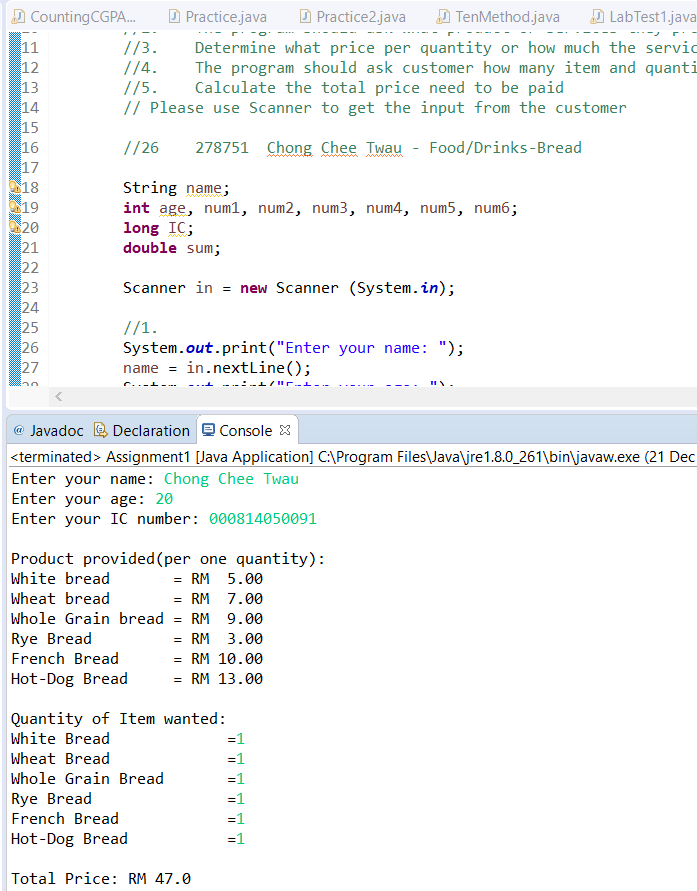 CountingCGPA... Practice.java Practice2.java TenMethod.java LabTest1.java
11 //3. Determine what price per quantity or how much the servic
12 //4. The program should ask customer how many item and quanti
13 //5. Calculate the total price need to be paid
14 // Please use Scanner to get the input from the customer
15
16 //26 278751 Chong Chee Twau - Food/Drinks-Bread
17
18 String name;
19 int age, num1, num2, num3, num4, num5, num6;
20 long IC;
21 double sum;
22
23 Scanner in = new Scanner (System.in);
24
25 //1.
26 System.out.print("Enter your name: ");
27 name = in.nextLine();
@ Javadoc Declaration Console
<terminated> Assignment1 [Java Application] C:\Program Files\Java\jre1.8.0_261\bin\javaw.exe (21 Dec
Enter your name: Chong Chee Twau
Enter your age: 20
Enter your IC number: 000814050091
Product provided(per one quantity):
White bread = RM 5.00
Wheat bread = RM 7.00
Whole Grain bread = RM 9.00
Rye Bread = RM 3.00
French Bread = RM 10.00
Hot-Dog Bread = RM 13.00
Quantity of Item wanted:
White Bread =1
Wheat Bread =1
Whole Grain Bread =1
Rye Bread =1
French Bread =1
Hot-Dog Bread =1
Total Price: RM 47.0